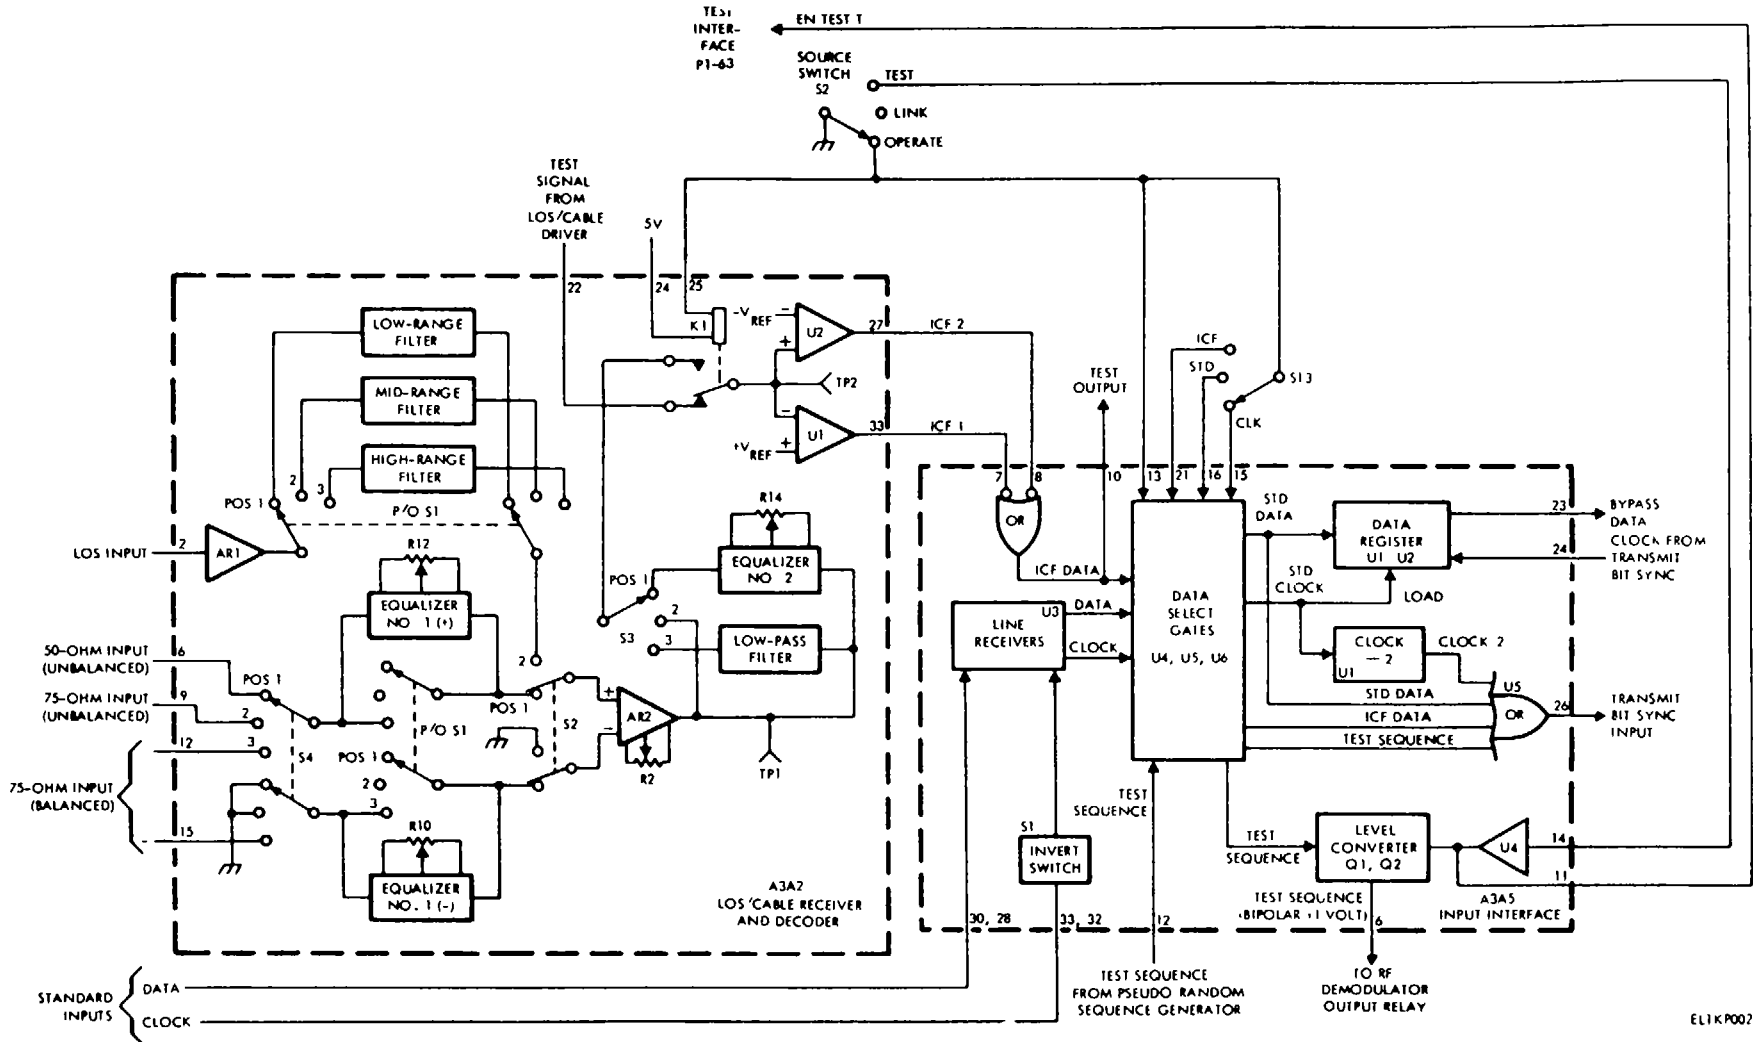 TEST
INTER-
FACE
P1-63
EN TEST T
SOURCE
SWITCH
S2
TEST
LINK
OPERATE
TEST
SIGNAL
FROM
LOS/CABLE
DRIVER
5V
22
24
25
K1
-V REF
-
+
U2
27
ICF 2
TP2
-
+
U1
+V REF
33
ICF 1
LOW-RANGE
FILTER
MID-RANGE
FILTER
HIGH-RANGE
FILTER
POS 1
2
3
P/O S1
LOS INPUT
2
AR1
R12
EQUALIZER
NO. 1 (+)
R14
EQUALIZER
NO. 2
POS 1
2
3
S3
LOW-PASS
FILTER
50-OHM INPUT
(UNBALANCED)
6
75-OHM INPUT
(UNBALANCED)
9
12
75-OHM INPUT
(BALANCED)
15
POS 1
2
3
S4
P/O S1
POS 1
2
3
2
POS 1
S2
+
-
AR2
R2
TP1
R10
EQUALIZER
NO. 1 (-)
A3A2
LOS/CABLE RECEIVER
AND DECODER
TEST
OUTPUT
ICF
STD
CLK
S13
7
8
10
13
21
16
15
OR
ICF DATA
LINE
RECEIVERS
U3
DATA
CLOCK
DATA
SELECT
GATES
U4, U5, U6
STD
DATA
STD
CLOCK
DATA
REGISTER
U1 U2
LOAD
23
BYPASS
DATA
24
CLOCK FROM
TRANSMIT
BIT SYNC
CLOCK
÷2
U1
CLOCK 2
STD DATA
ICF DATA
TEST SEQUENCE
U5
OR
26
TRANSMIT
BIT SYNC
INPUT
TEST
SEQUENCE
TEST
SEQUENCE
S1
INVERT
SWITCH
LEVEL
CONVERTER
Q1, Q2
U4
14
11
A3A5
INPUT INTERFACE
TEST SEQUENCE
(BIPOLAR ±1 VOLT)
6
30, 28
33, 32
12
TEST SEQUENCE
FROM PSEUDO RANDOM
SEQUENCE GENERATOR
TO RF
DEMODULATOR
OUTPUT RELAY
STANDARD
INPUTS
DATA
CLOCK
EL1KP002